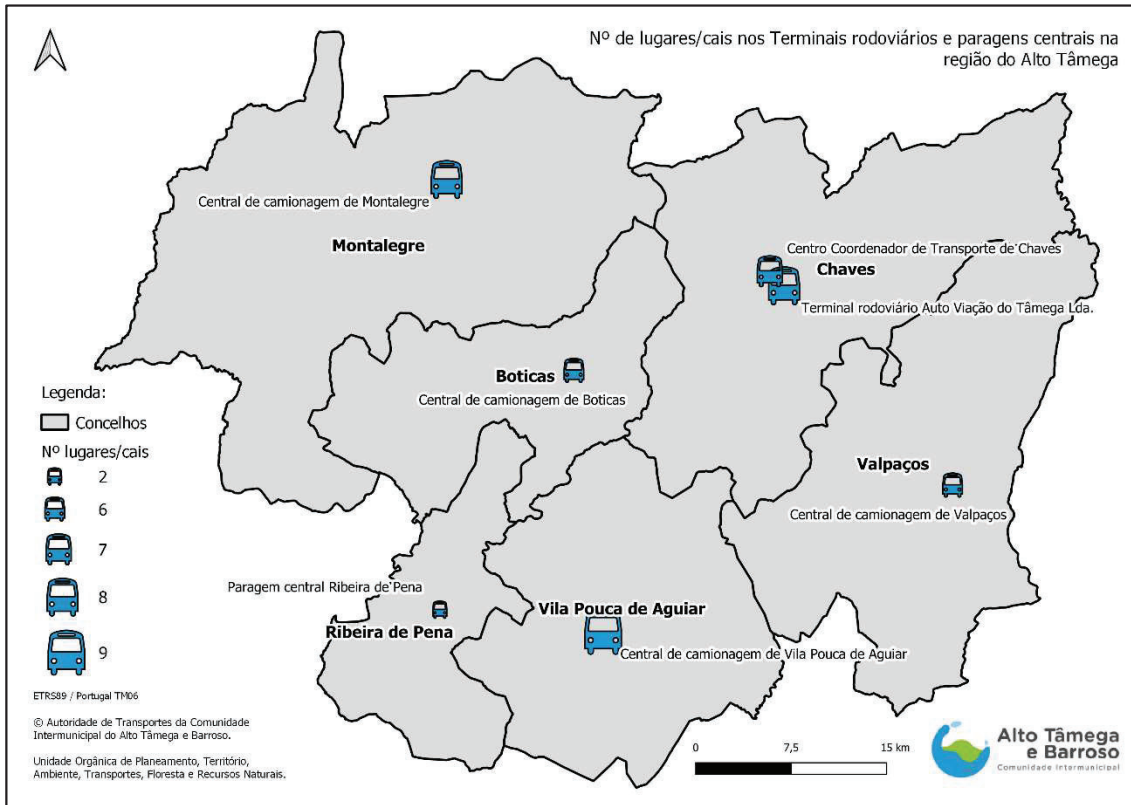 Nº de lugares/cais nos Terminais rodoviários e paragens centrais na
região do Alto Tâmega
Central de camionagem de Montalegre
Montalegre
Centro Coordenador de Transporte de Chaves
Chaves
Terminal rodoviário Auto Viação do Tâmega Lda.
Boticas
Central de camionagem de Boticas
Valpaços
Central de camionagem de Valpaços
Paragem central Ribeira de Pena
Ribeira de Pena
Vila Pouca de Aguiar
Central de camionagem de Vila Pouca de Aguiar
Legenda:
Concelhos
Nº lugares/cais
2
6
7
8
9
ETRS89 / Portugal TM06
© Autoridade de Transportes da Comunidade
Intermunicipal do Alto Tâmega e Barroso.
Unidade Orgânica de Planeamento, Território,
Ambiente, Transportes, Floresta e Recursos Naturais.
0 7,5 15 km
Alto Tâmega
e Barroso
Comunidade Intermunicipal